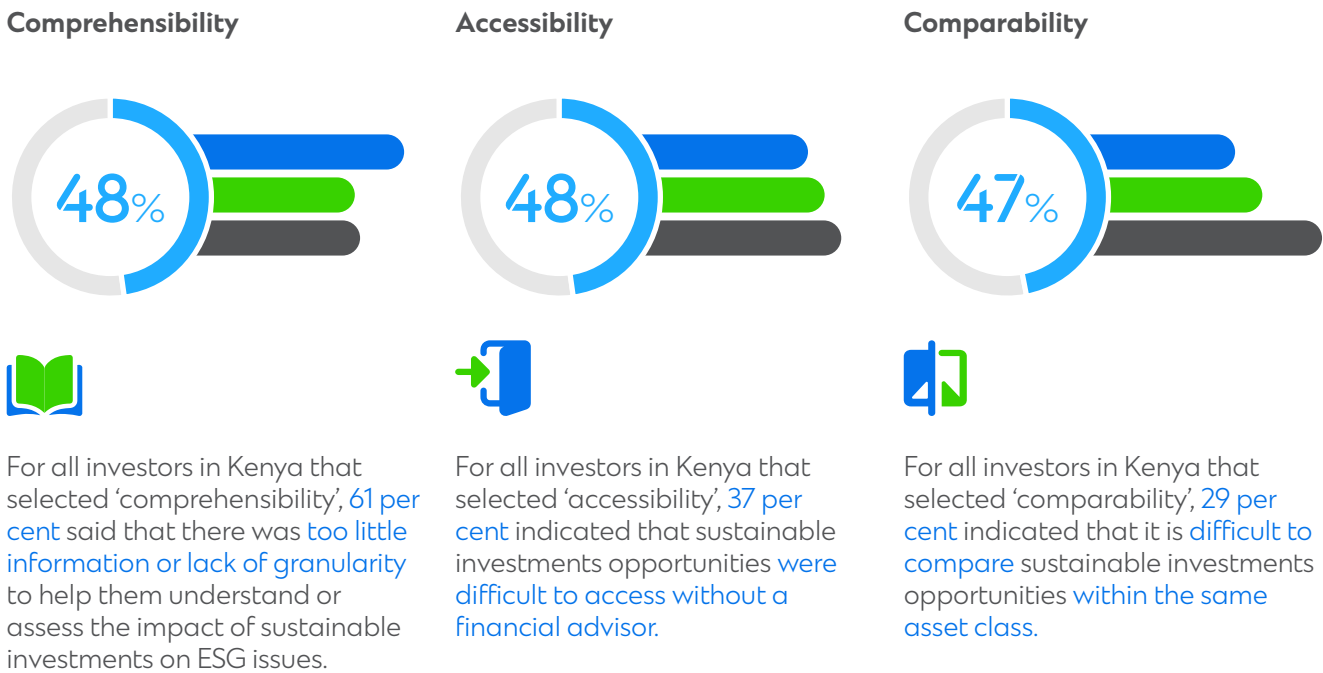 Comprehensibility
48%
For all investors in Kenya that
selected ‘comprehensibility’, 61 per
cent said that there was too little
information or lack of granularity
to help them understand or
assess the impact of sustainable
investments on ESG issues.
Accessibility
48%
For all investors in Kenya that
selected ‘accessibility’, 37 per
cent indicated that sustainable
investments opportunities were
difficult to access without a
financial advisor.
Comparability
47%
For all investors in Kenya that
selected ‘comparability’, 29 per
cent indicated that it is difficult to
compare sustainable investments
opportunities within the same
asset class.